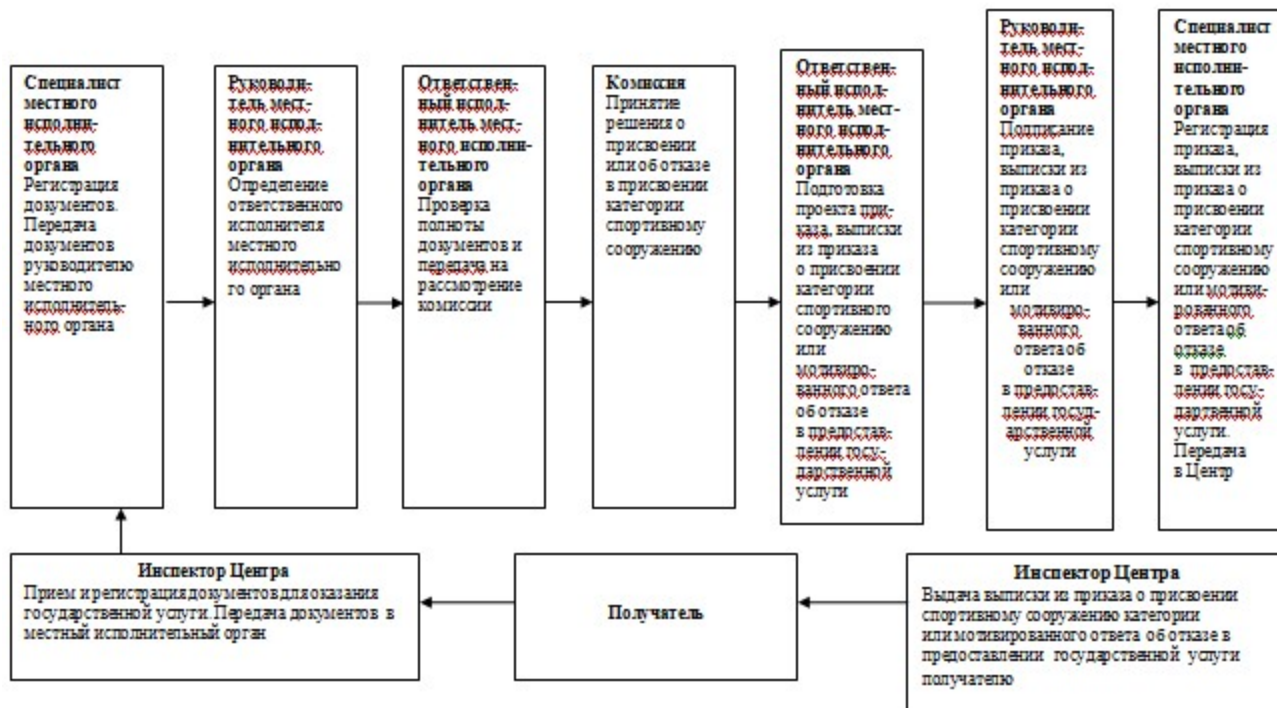 Специалист
местного
исполни-
тельного
органа
Регистрация
документов.
Передача
документов
руководителю
местного
исполнитель-
ного органа
Руководи-
тель мест-
ного испол-
нительного
органа
Определение
ответственного
исполнителя
местного
исполнительно
го органа
Ответствен-
ный испол-
нитель мест-
ного исполни-
тельного
органа
Проверка
полноты
документов и
передача на
рассмотрение
комиссии
Комиссия
Принятие
решения о
присвоении
или об отказе
в присвоении
категории
спортивному
сооружению
Ответствен-
ный испол-
нитель мест-
ного испол-
нительного
органа
Подготовка
проекта при-
каза, выписки
из приказа
о присвоении
категории
спортивного
сооружению
или
мотивиро-
ванного ответа
об отказе
в предостав-
лении госу-
дарственной
услуги
Руководи-
тель мест-
ного испол-
нительного
органа
Подписание
приказа,
выписки из
приказа о
присвоении
категории
спортивному
сооружению
или
мотивиро-
ванного
ответа об
отказе
в предостав-
лении госуд-
арственной
услуги
Специалист
местного
исполни-
тельного
органа
Регистрация
приказа,
выписки из
приказа о
присвоении
категории
спортивному
сооружению
или мотиви-
рованного
ответа об
отказе
в предостав-
лении госу-
дартвенной
услуги.
Передача
в Центр
Инспектор Центра
Прием и регистрация документов для оказания
государственной услуги. Передача документов в
местный исполнительный орган
Получатель
Инспектор Центра
Выдача выписки из приказа о присвоении
спортивному сооружению категории
или мотивированного ответа об отказе в
предоставлении государственной услуги
получателю